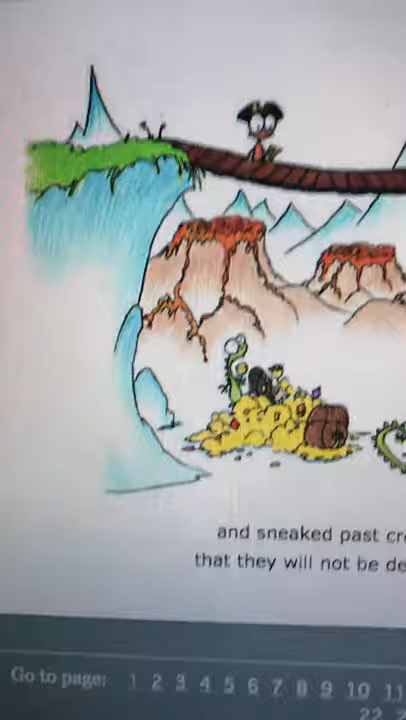 and sneaked past cr
that they will not be de
Go to page: 1 2 3 4 5 6 7 8 9 10 11
22